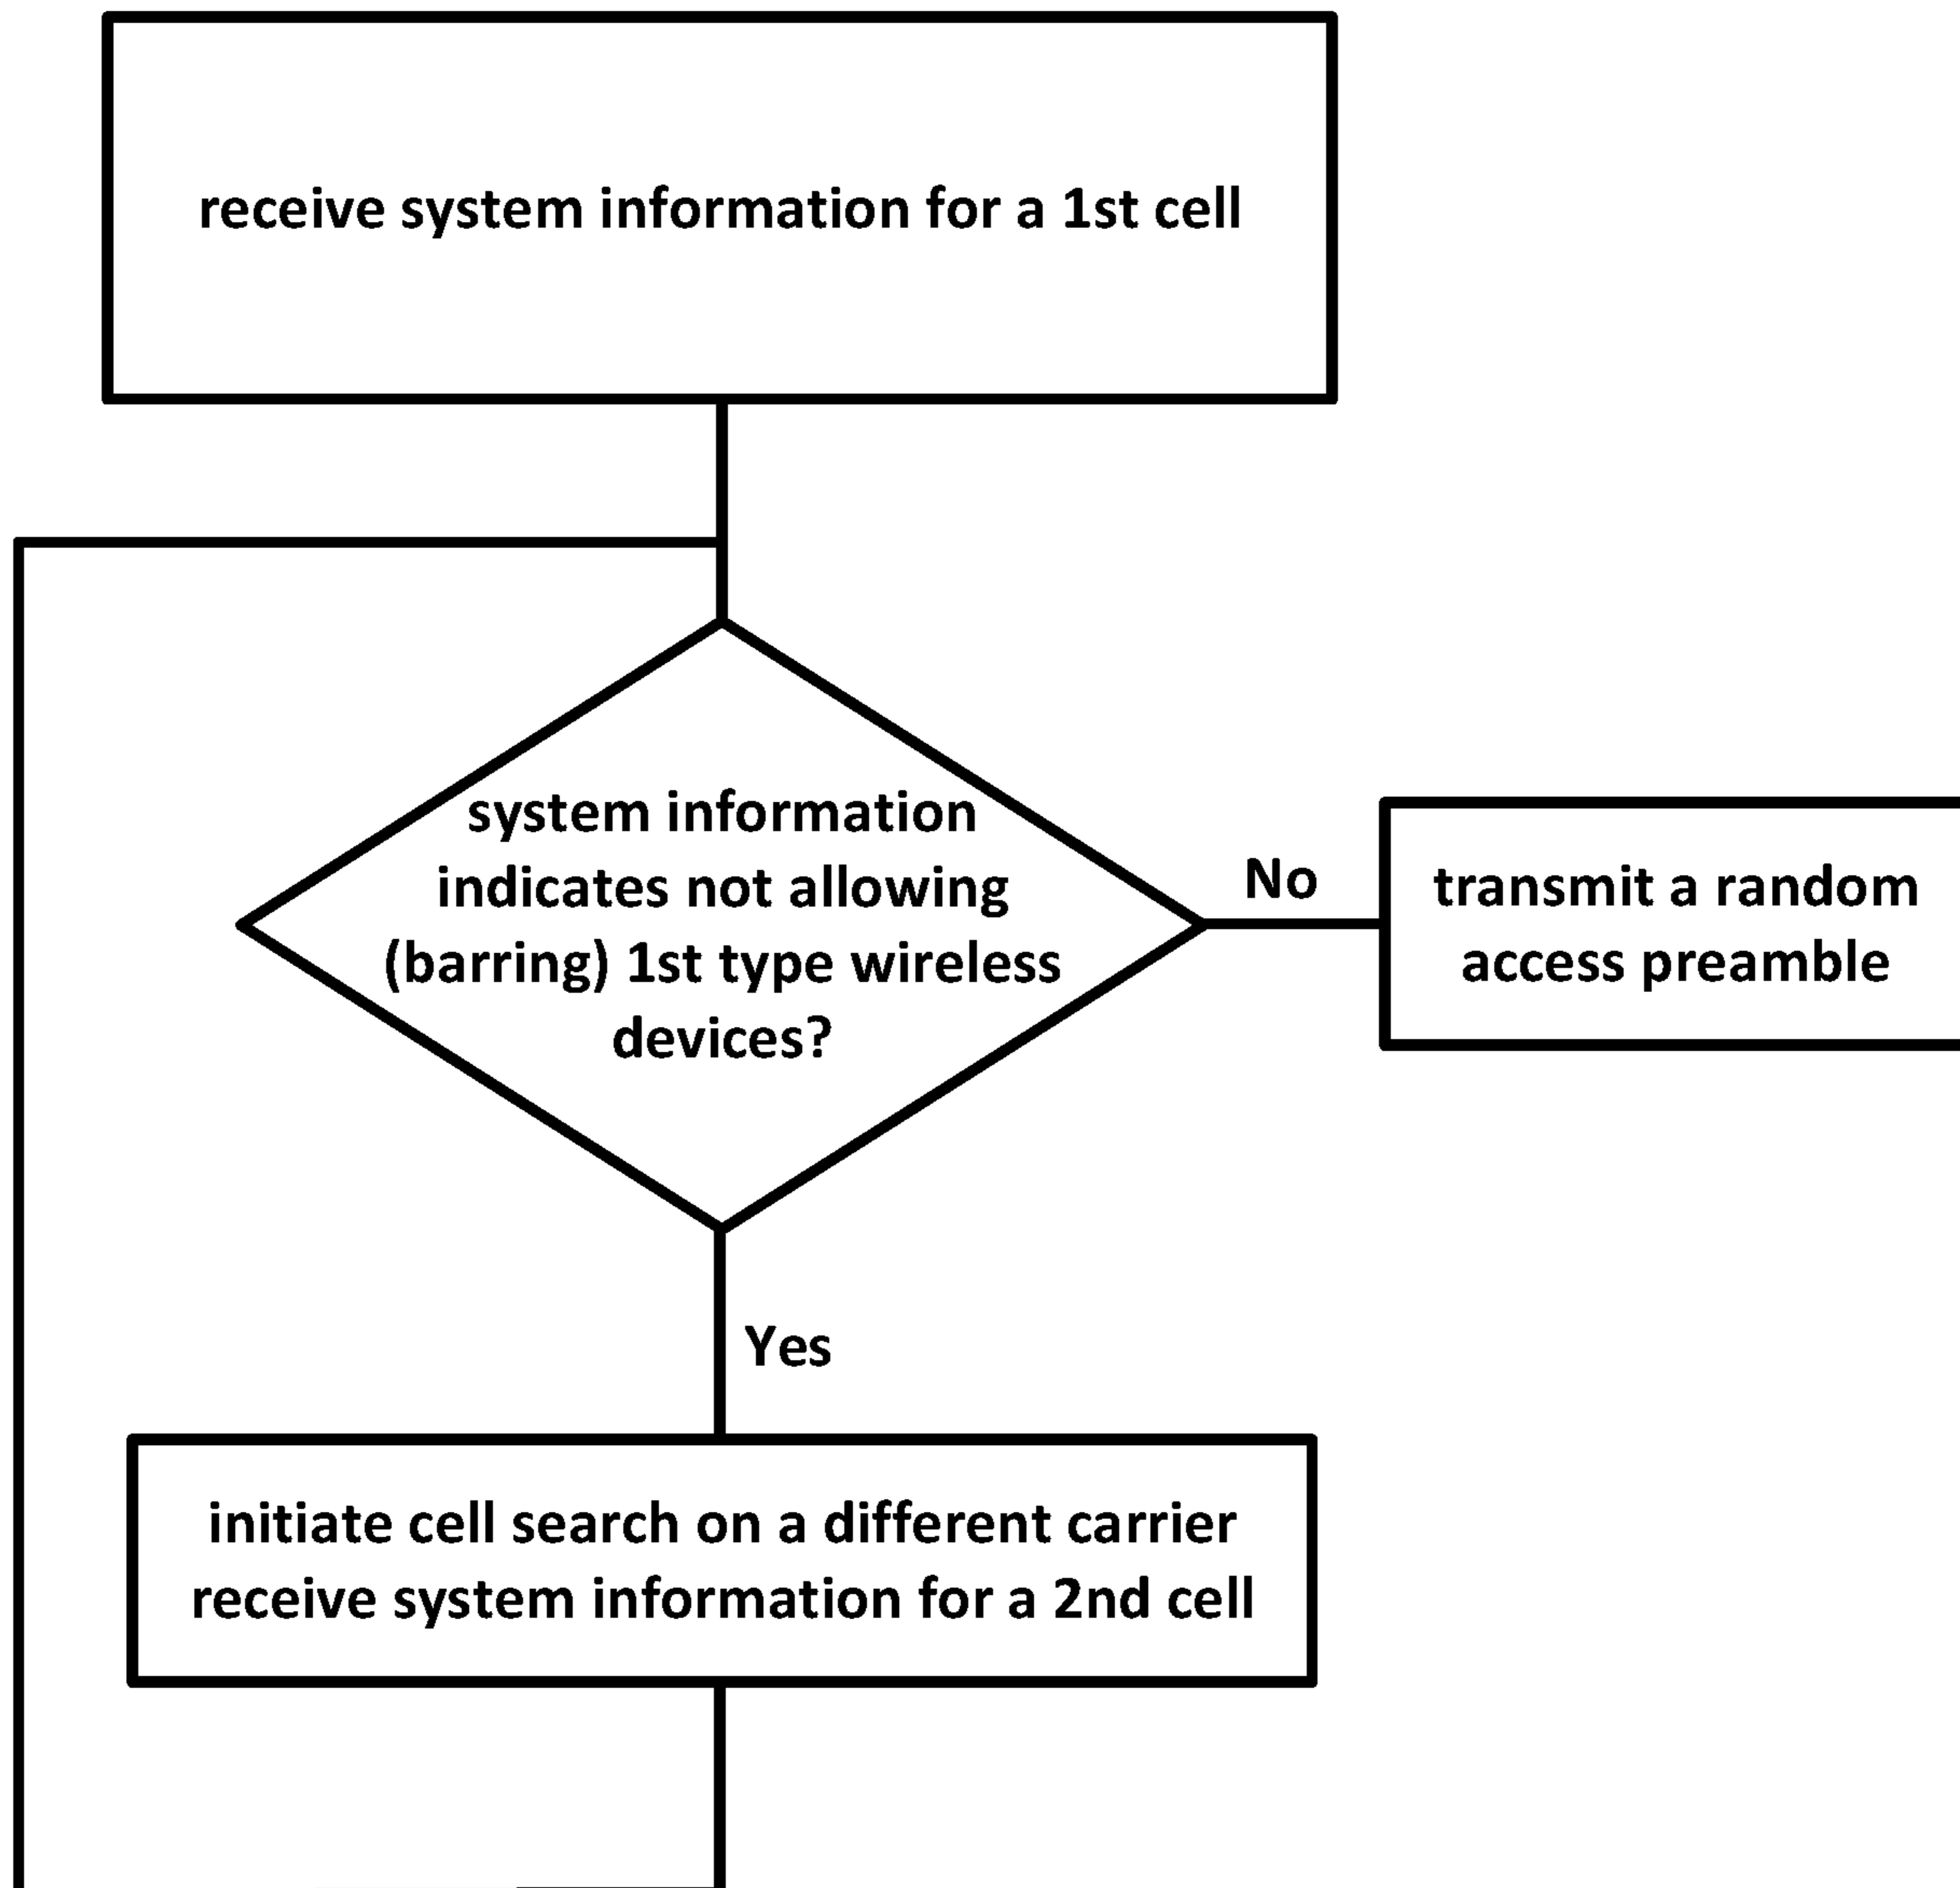 receive system information for a 1st cell
system information
indicates not allowing
(barring) 1st type wireless
devices?
No
transmit a random
access preamble
Yes
initiate cell search on a different carrier
receive system information for a 2nd cell